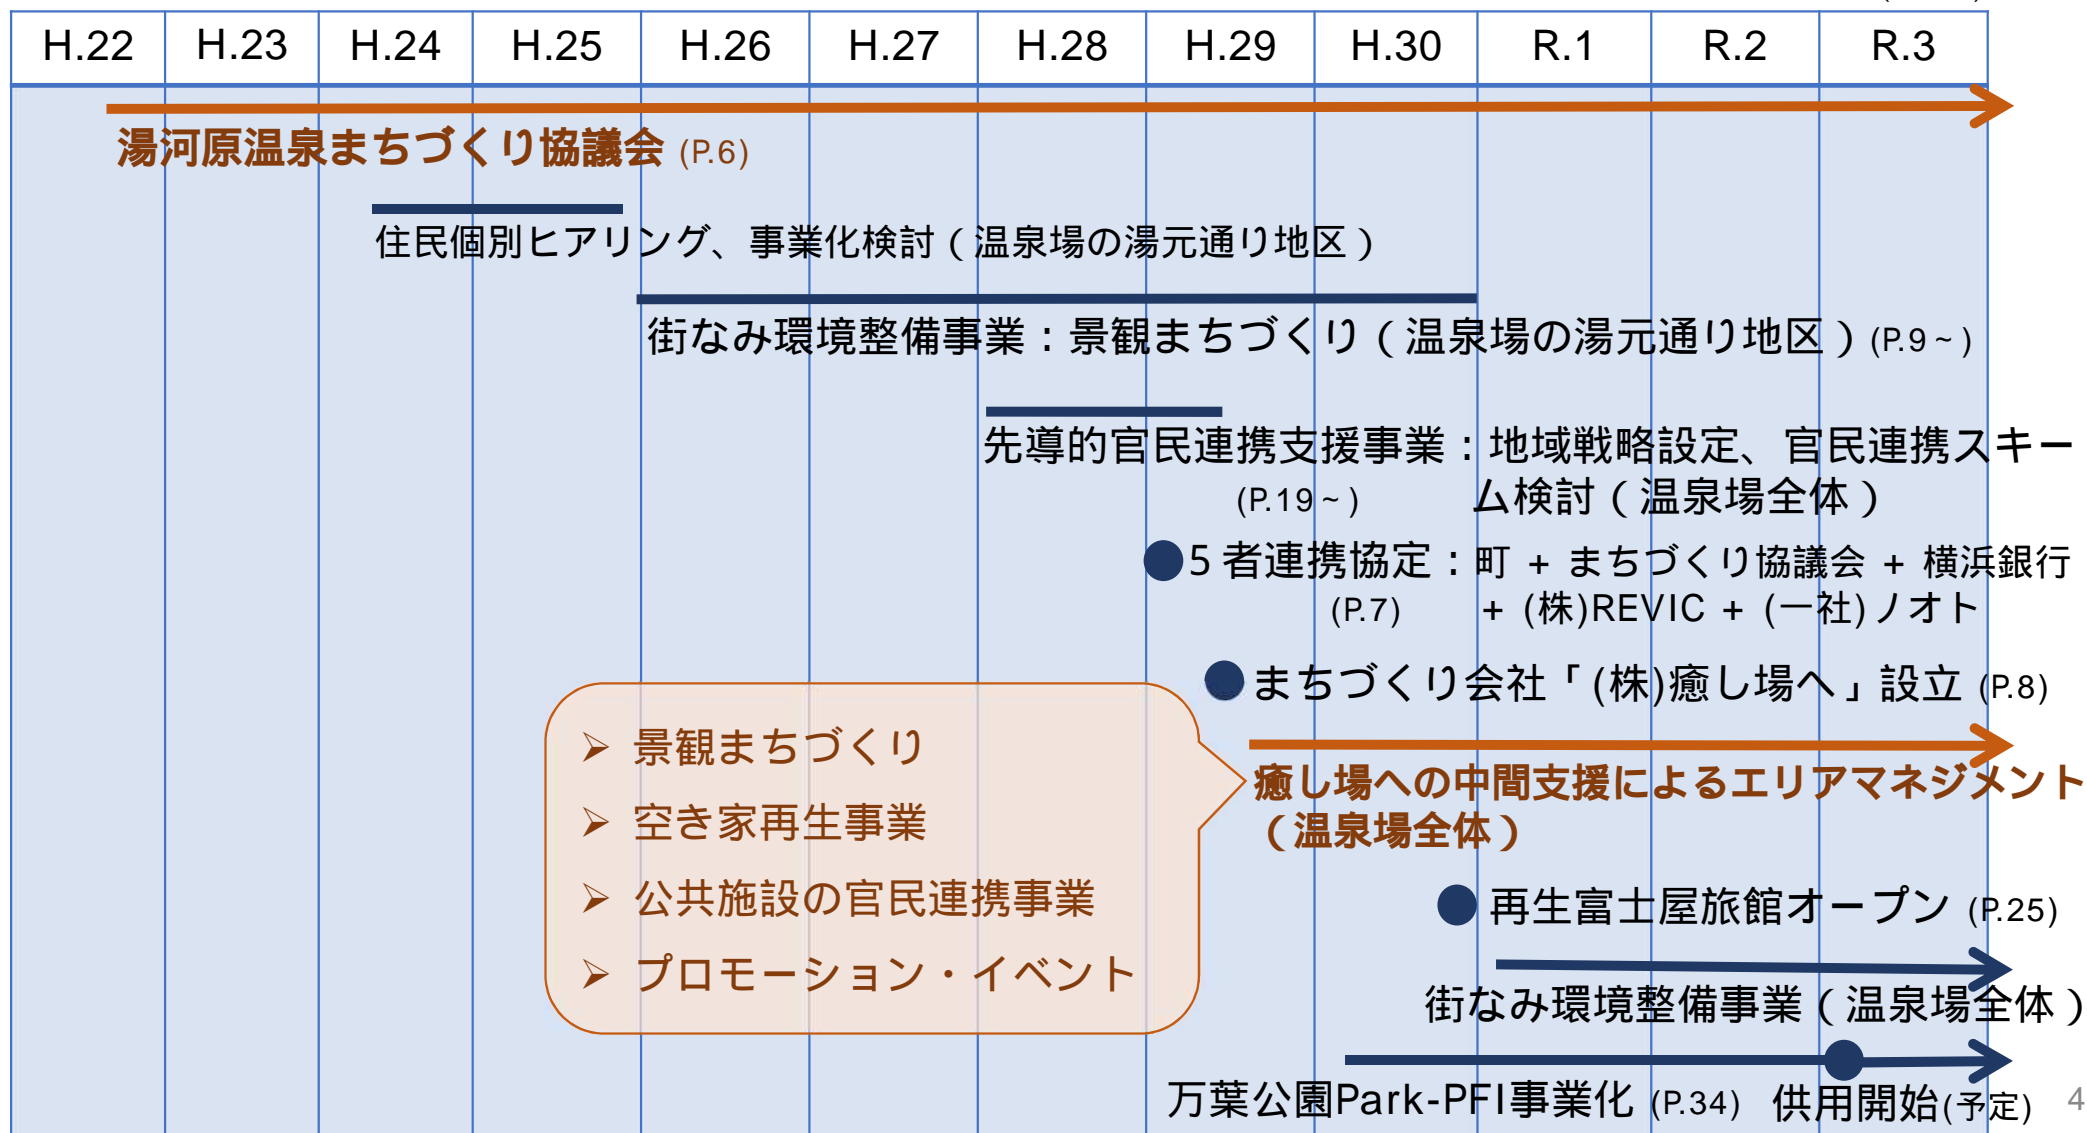 H.22 H.23 H.24 H.25 H.26 H.27 H.28 H.29 H.30 R.1 R.2 R.3
湯河原温泉まちづくり協議会 (P.6)
住民個別ヒアリング、事業化検討(温泉場の湯元通り地区)
街なみ環境整備事業:景観まちづくり(温泉場の湯元通り地区)(P.9~)
先導的官民連携支援事業:地域戦略設定、官民連携スキー
(P.19~) ム検討(温泉場全体)
5者連携協定:町 + まちづくり協議会 + 横浜銀行
(P.7) + (株)REVIC + (一社)ノオト
まちづくり会社「(株)癒し場へ」設立 (P.8)
➢ 景観まちづくり
➢ 空き家再生事業
➢ 公共施設の官民連携事業
➢ プロモーション・イベント
癒し場への中間支援によるエリアマネジメント
(温泉場全体)
再生富士屋旅館オープン (P.25)
街なみ環境整備事業(温泉場全体)
万葉公園Park-PFI事業化 (P.34) 供用開始(予定)
4